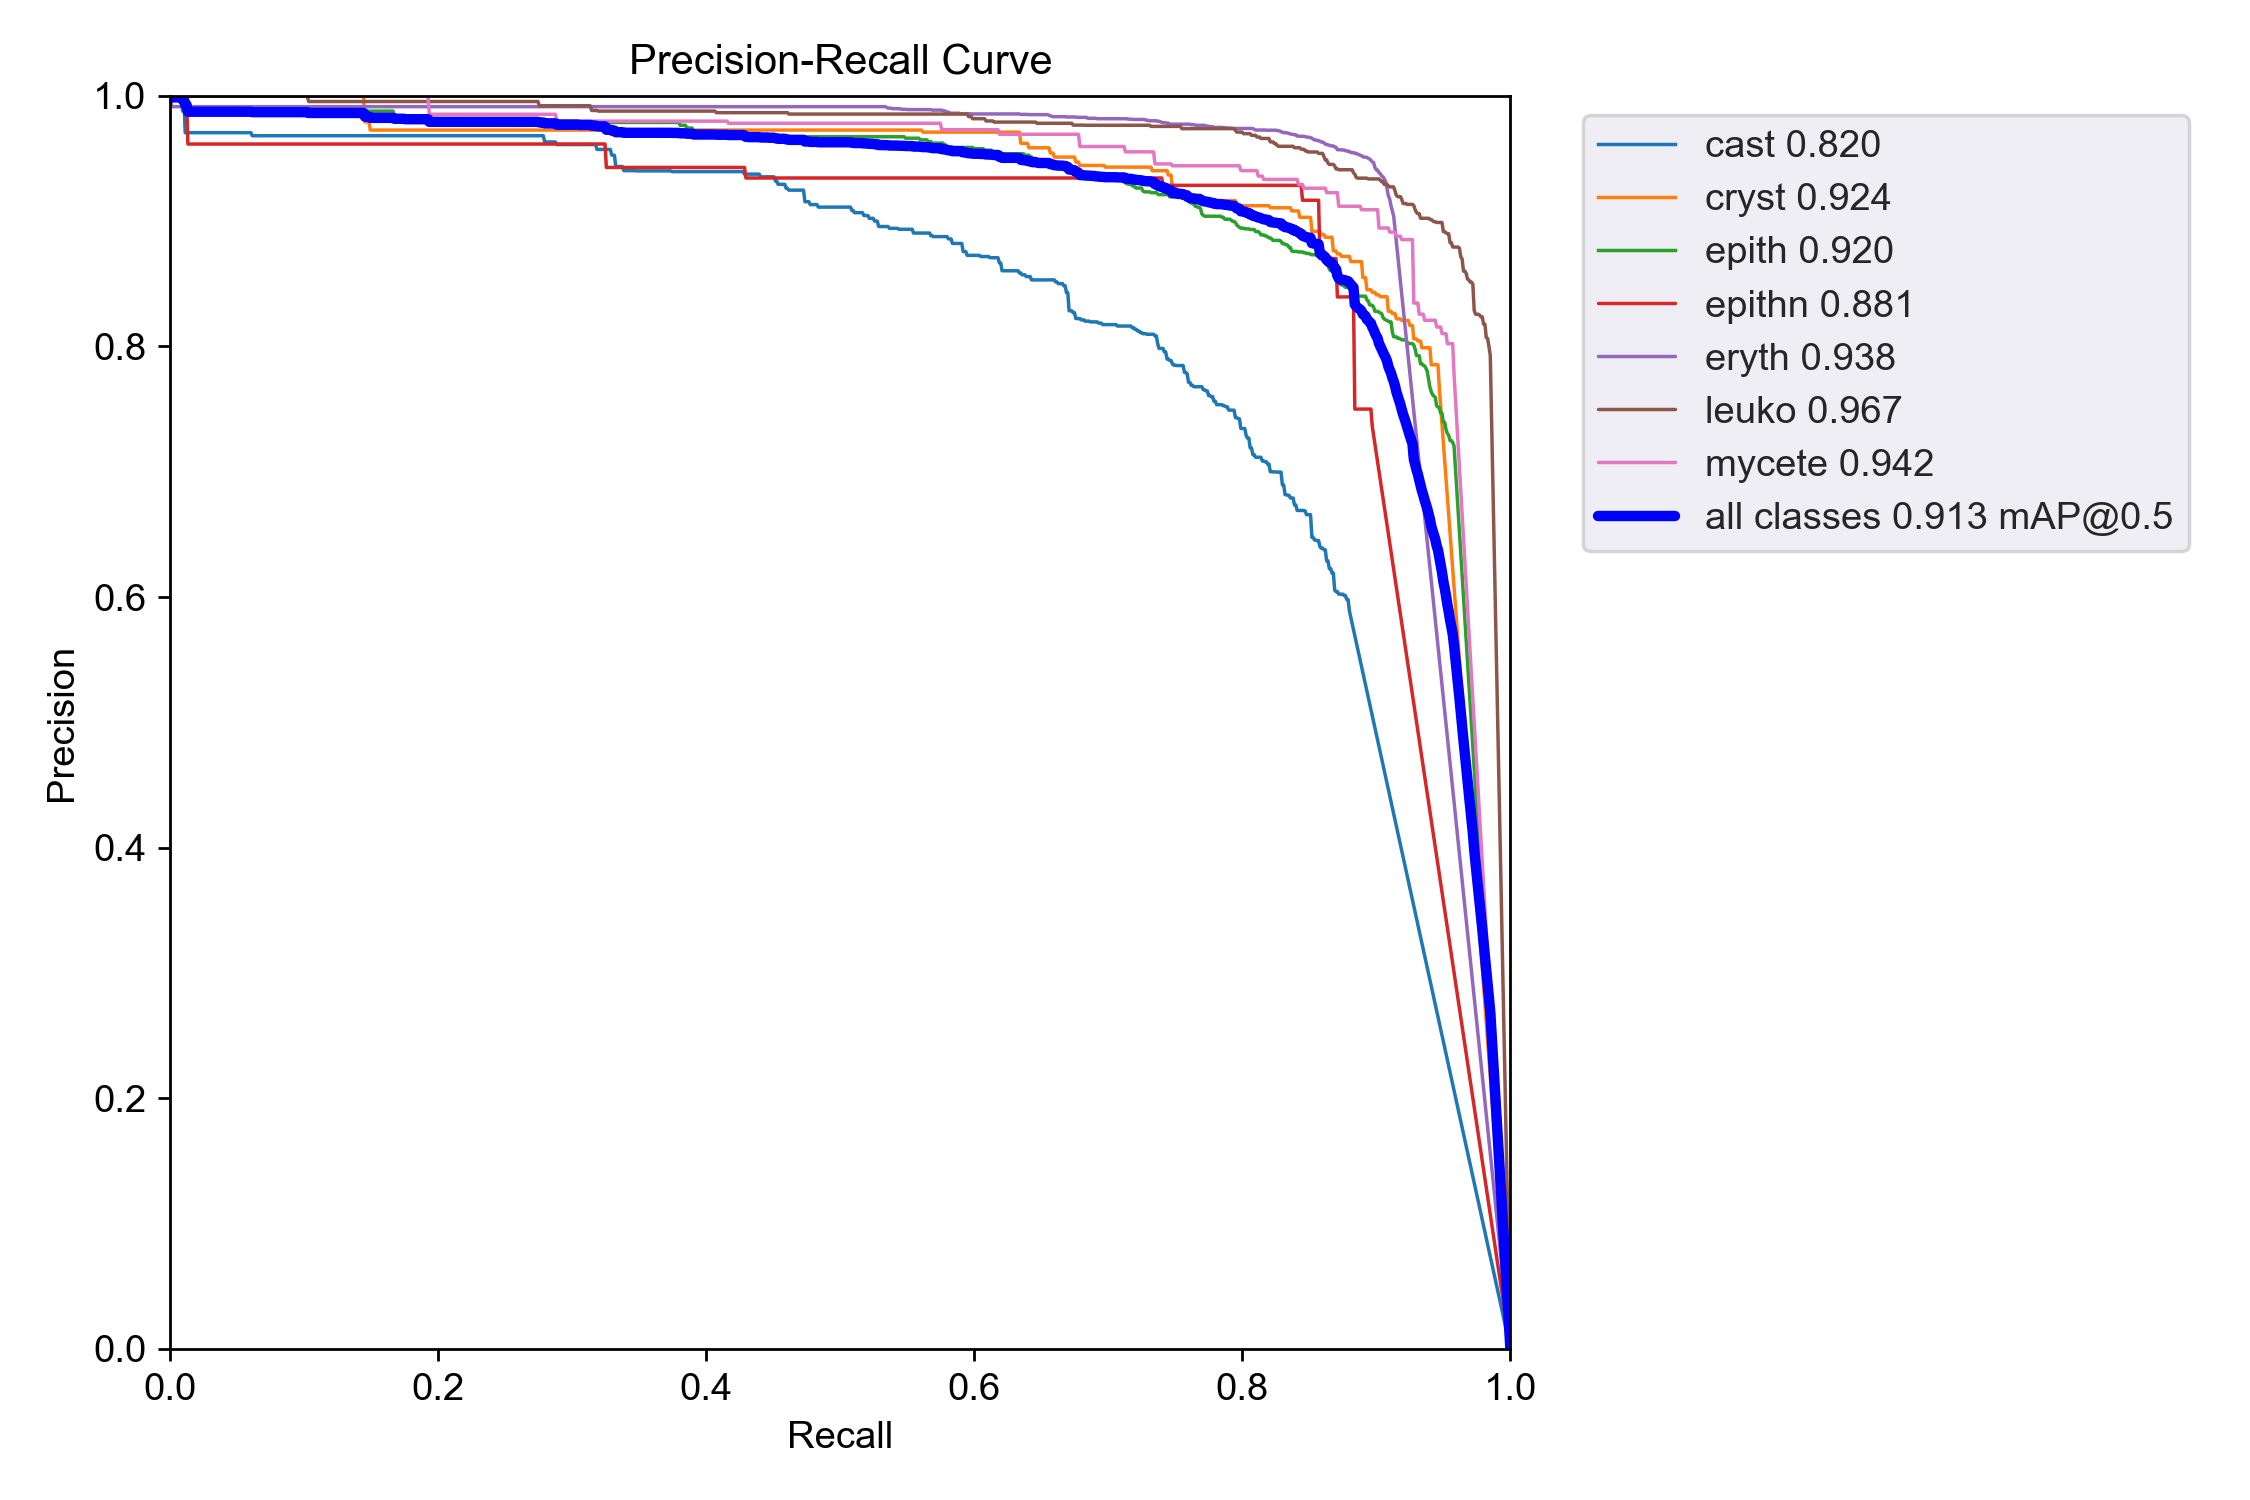 Precision-Recall Curve
1.0
0.8
0.6
0.4
0.2
0.0
Precision
0.0 0.2 0.4 0.6 0.8 1.0
Recall
cast 0.820
cryst 0.924
epith 0.920
epithn 0.881
eryth 0.938
leuko 0.967
mycete 0.942
all classes 0.913 mAP@0.5